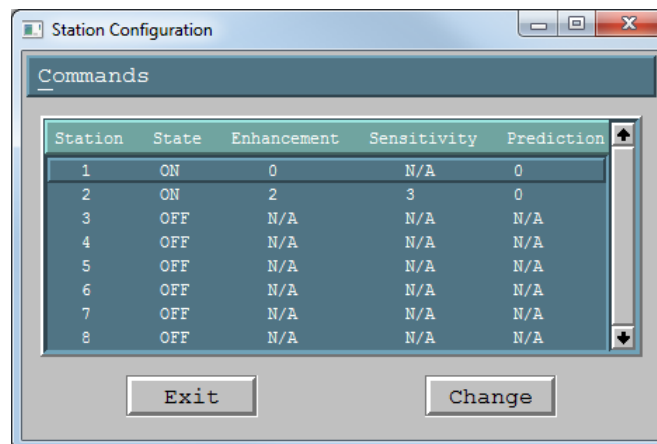 Station Configuration
Commands
Station State Enhancement Sensitivity Prediction
1 ON 0 N/A 0
2 ON 2 3 0
3 OFF N/A N/A N/A
4 OFF N/A N/A N/A
5 OFF N/A N/A N/A
6 OFF N/A N/A N/A
7 OFF N/A N/A N/A
8 OFF N/A N/A N/A
Exit Change